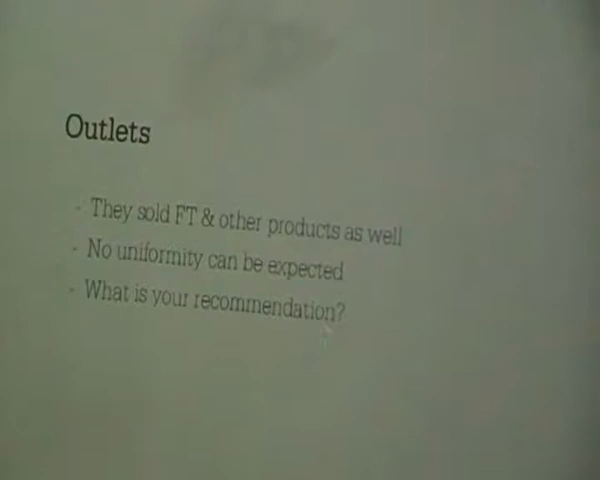 Outlets
- They sold FT & other products as well
- No uniformity can be expected
- What is your recommendation?